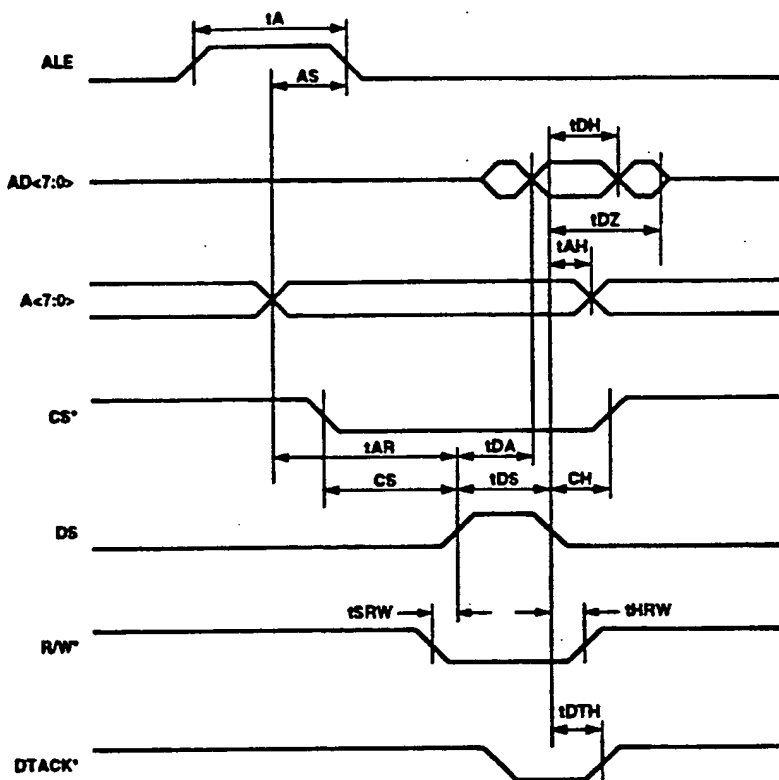 tA
ALE
AS
tDH
AD<7:0>
tDZ
tAH
A<7:0>
CS*
tAR
tDA
CS
tDS
CH
DS
tSRW
tHRW
R/W*
tDTH
DTACK*